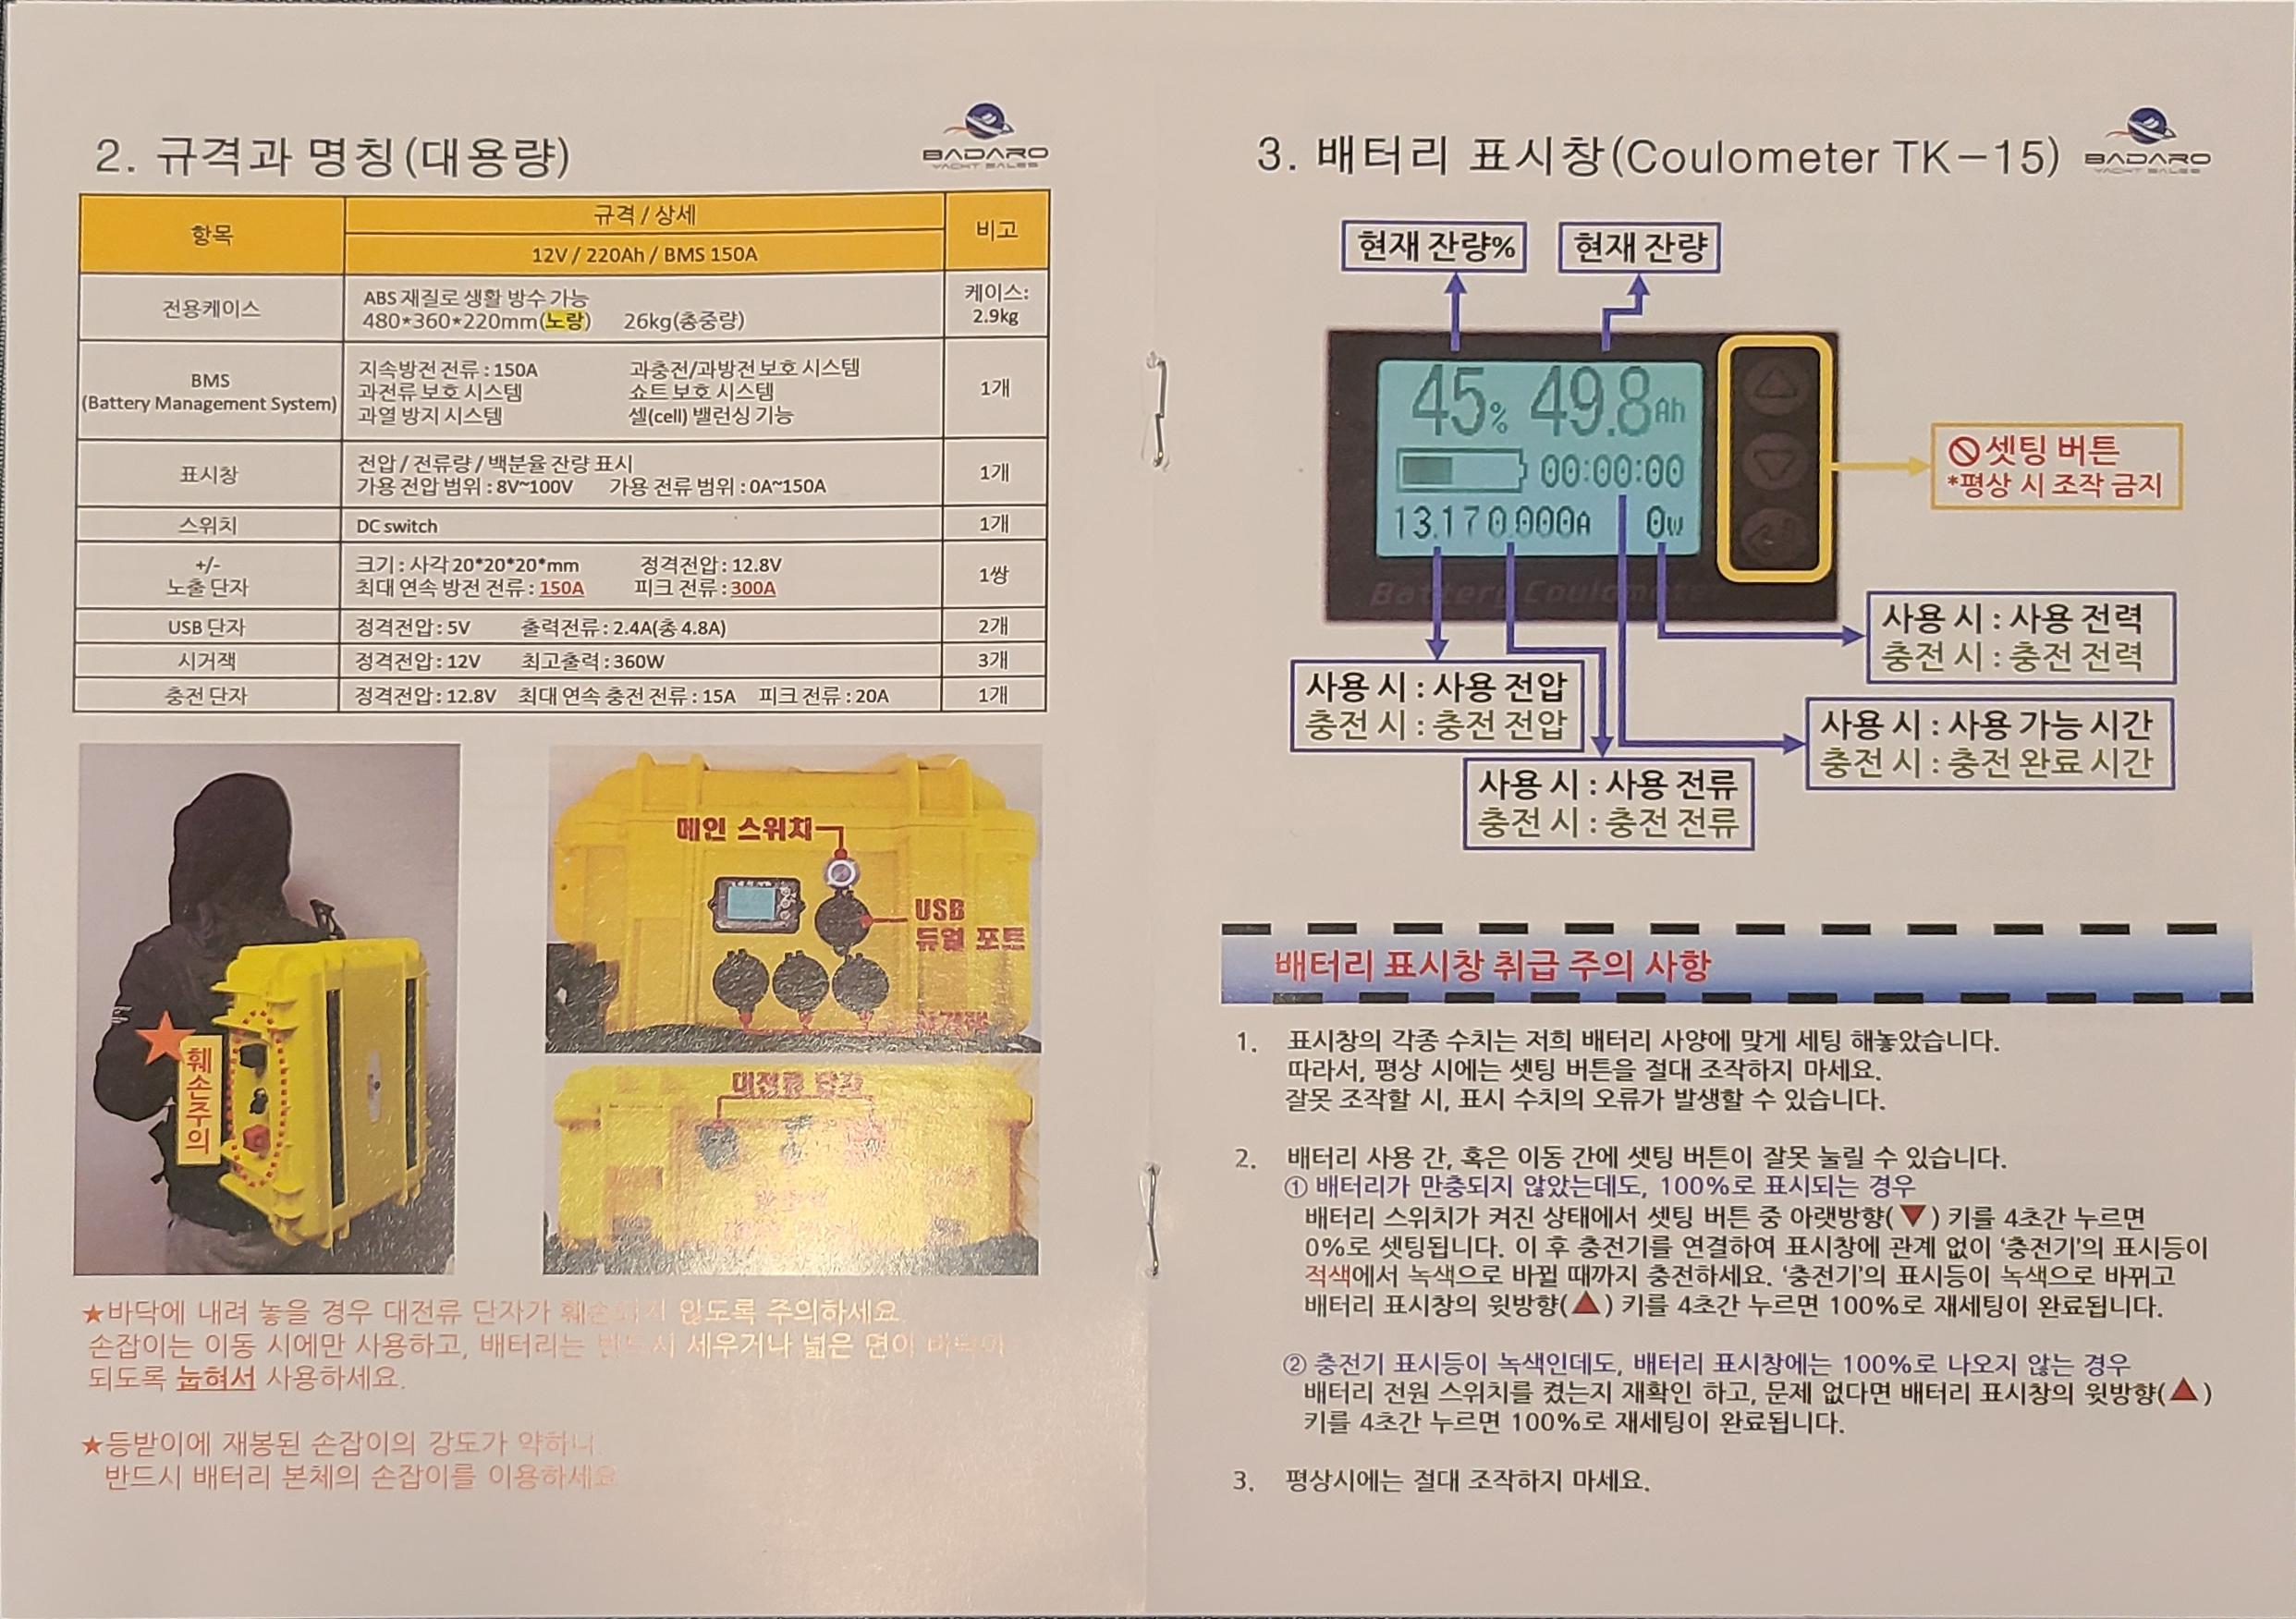 2. 규격과 명칭(대용량)
BADARO
YACHT SALES
항목
규격 / 상세
비고
12V / 220Ah / BMS 150A
전용케이스
ABS 재질로 생활 방수 가능
480*360*220mm(노랑) 26kg(총중량)
케이스:
2.9kg
BMS
(Battery Management System)
지속방전 전류 : 150A 과충전/과방전 보호 시스템
과전류 보호 시스템 쇼트 보호 시스템
과열 방지 시스템 셀(cell) 밸런싱 기능
1개
표시창
전압 / 전류량 / 백분율 잔량 표시
가용 전압 범위 : 8V~100V 가용 전류 범위 : 0A~150A
1개
스위치
DC switch
1개
+/-
노출 단자
크기 : 사각 20*20*20*mm 정격전압 : 12.8V
최대 연속 방전 전류 : 150A 피크 전류 : 300A
1쌍
USB 단자
정격전압 : 5V 출력전류 : 2.4A(총 4.8A)
2개
시거잭
정격전압 : 12V 최고출력 : 360W
3개
충전 단자
정격전압 : 12.8V 최대 연속 충전 전류 : 15A 피크 전류 : 20A
1개
훼손주의
메인 스위치
USB
듀얼 포트
대전류 단자
★바닥에 내려 놓을 경우 대전류 단자가 훼손되지 않도록 주의하세요
손잡이는 이동 시에만 사용하고, 배터리는 반드시 세우거나 넓은 면이 바닥이
되도록 눕혀서 사용하세요.
★등받이에 재봉된 손잡이의 강도가 약하니
반드시 배터리 본체의 손잡이를 이용하세요
3. 배터리 표시창(Coulometer TK-15)
BADARO
YACHT SALES
현재 잔량%
현재 잔량
45% 49.8Ah
00:00:00
13.17 0.000A 0w
Battery Coulometer
🚫셋팅 버튼
*평상 시 조작 금지
사용 시 : 사용 전력
충전 시 : 충전 전력
사용 시 : 사용 전압
충전 시 : 충전 전압
사용 시 : 사용 가능 시간
충전 시 : 충전 완료 시간
사용 시 : 사용 전류
충전 시 : 충전 전류
배터리 표시창 취급 주의 사항
1. 표시창의 각종 수치는 저희 배터리 사양에 맞게 세팅 해놓았습니다.
따라서, 평상 시에는 셋팅 버튼을 절대 조작하지 마세요.
잘못 조작할 시, 표시 수치의 오류가 발생할 수 있습니다.
2. 배터리 사용 간, 혹은 이동 간에 셋팅 버튼이 잘못 눌릴 수 있습니다.
① 배터리가 만충되지 않았는데도, 100%로 표시되는 경우
배터리 스위치가 켜진 상태에서 셋팅 버튼 중 아랫방향(▼) 키를 4초간 누르면
0%로 셋팅됩니다. 이 후 충전기를 연결하여 표시창에 관계 없이 '충전기'의 표시등이
적색에서 녹색으로 바뀔 때까지 충전하세요. '충전기'의 표시등이 녹색으로 바뀌고
배터리 표시창의 윗방향(▲) 키를 4초간 누르면 100%로 재세팅이 완료됩니다.
② 충전기 표시등이 녹색인데도, 배터리 표시창에는 100%로 나오지 않는 경우
배터리 전원 스위치를 켰는지 재확인 하고, 문제 없다면 배터리 표시창의 윗방향(▲)
키를 4초간 누르면 100%로 재세팅이 완료됩니다.
3. 평상시에는 절대 조작하지 마세요.